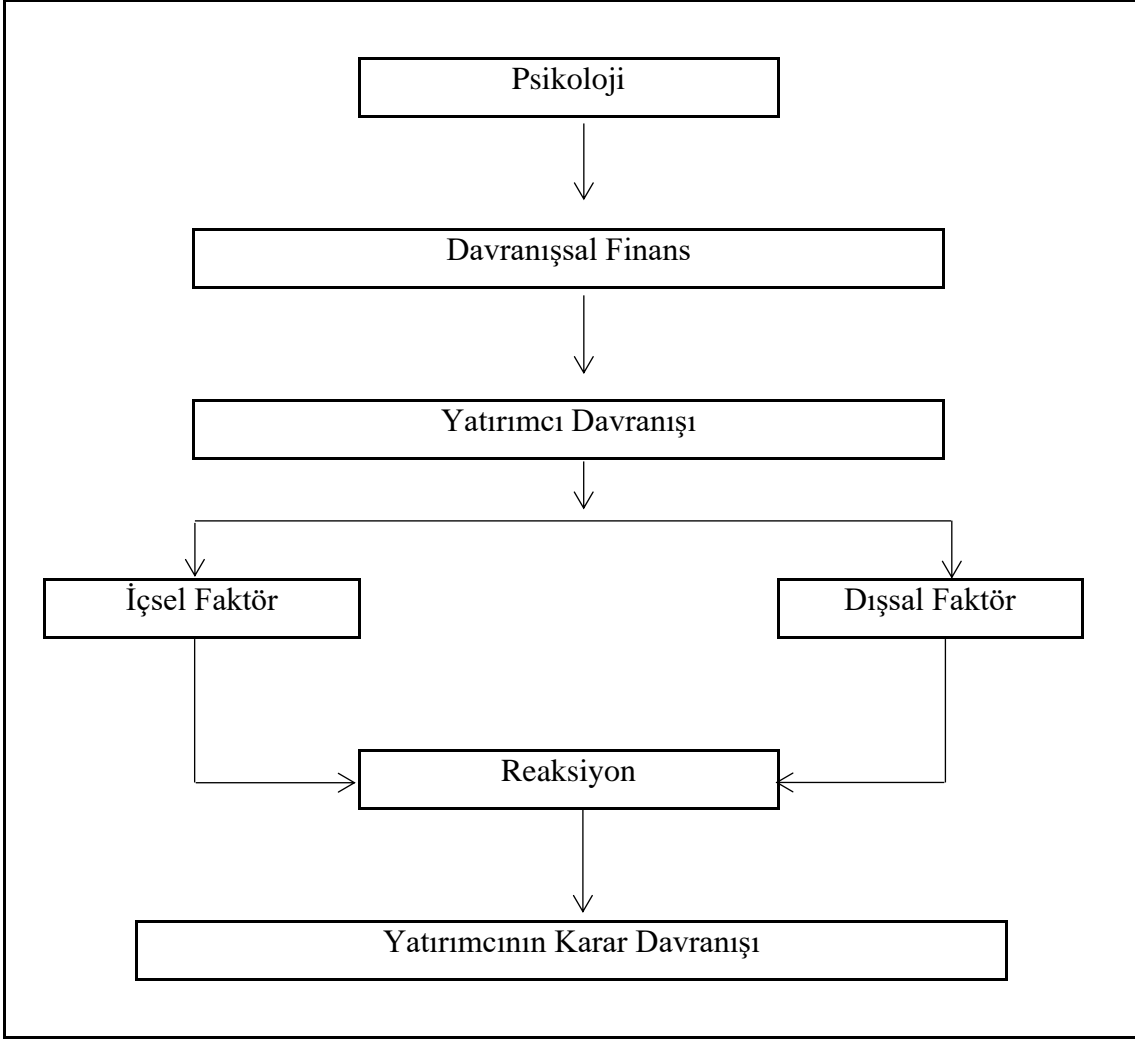 Psikoloji
Davranışsal Finans
Yatırımcı Davranışı
İçsel Faktör
Dışsal Faktör
Reaksiyon
Yatırımcının Karar Davranışı